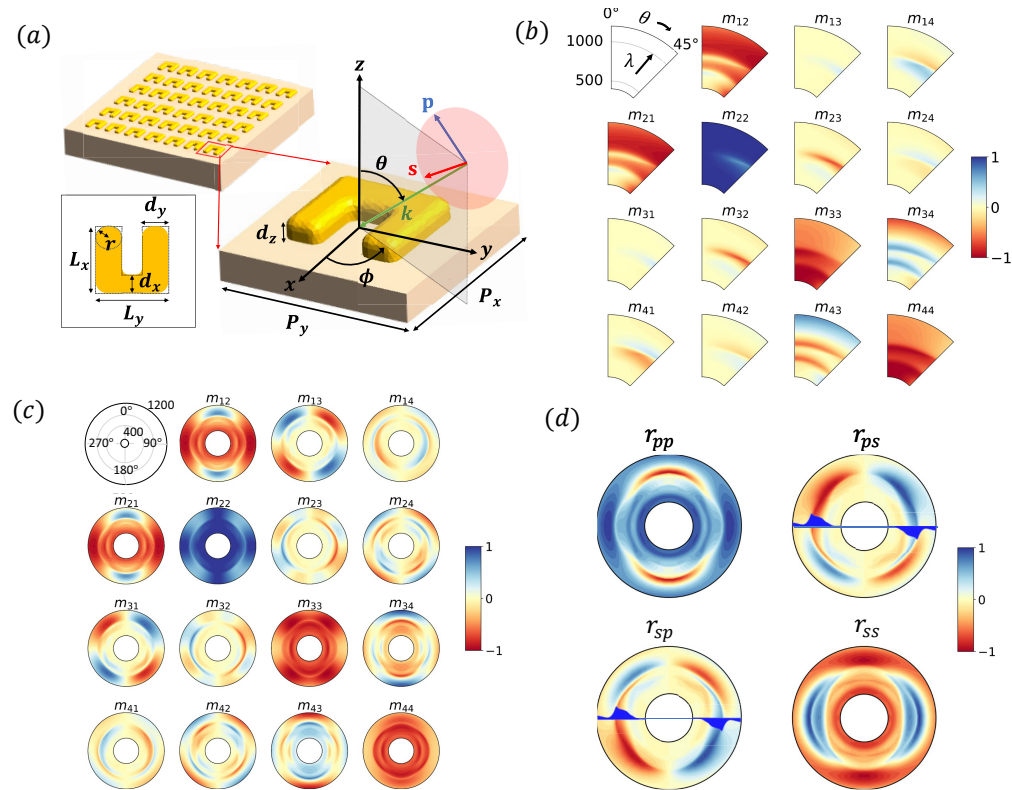 (a)
z
p
s
θ
k
d_z
y
x
ϕ
P_y
P_x
d_y
r
L_x
d_x
L_y
(b)
0° θ
1000
45°
λ
500
m_12
m_13
m_14
m_21
m_22
m_23
m_24
m_31
m_32
m_33
m_34
m_41
m_42
m_43
m_44
1
0
−1
(c)
1200
0°
400
270° 90°
180°
m_12
m_13
m_14
m_21
m_22
m_23
m_24
m_31
m_32
m_33
m_34
m_41
m_42
m_43
m_44
1
0
−1
(d)
r_pp
r_ps
r_sp
r_ss
1
0
−1